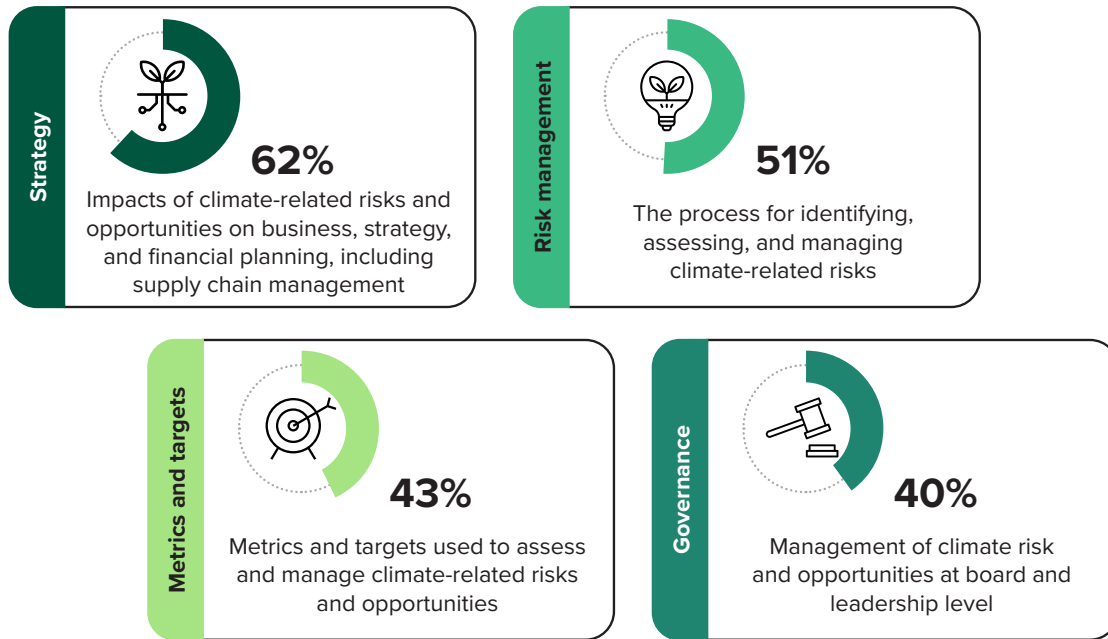 Strategy
62%
Impacts of climate-related risks and
opportunities on business, strategy,
and financial planning, including
supply chain management
Risk management
51%
The process for identifying,
assessing, and managing
climate-related risks
Metrics and targets
43%
Metrics and targets used to assess
and manage climate-related risks
and opportunities
Governance
40%
Management of climate risk
and opportunities at board and
leadership level